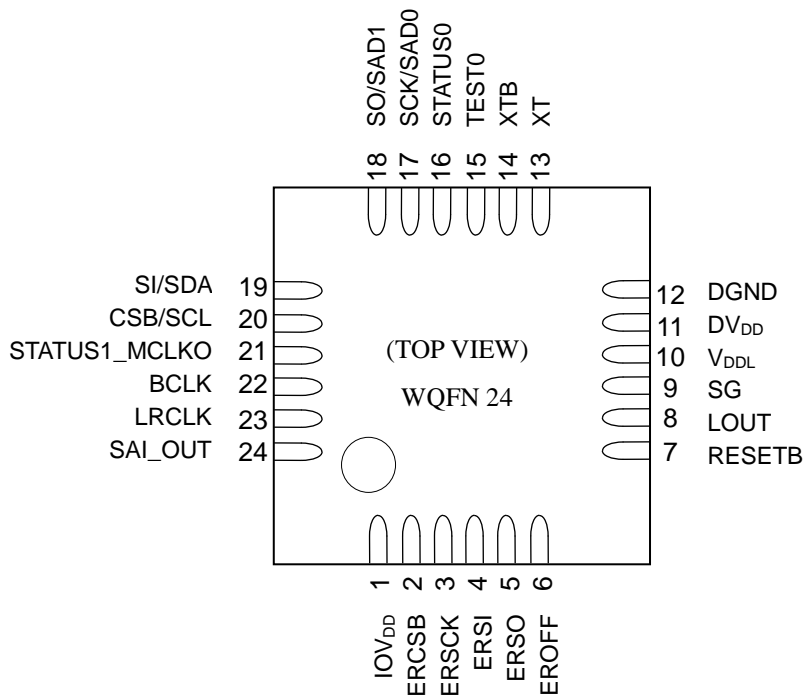 SO/SAD1
SCK/SAD0
STATUS0
TEST0
XTB
XT
18 17 16 15 14 13
SI/SDA 19
CSB/SCL 20
STATUS1_MCLKO 21
BCLK 22
LRCLK 23
SAI_OUT 24
(TOP VIEW)
WQFN 24
12 DGND
11 DVDD
10 VDDL
9 SG
8 LOUT
7 RESETB
1 2 3 4 5 6
IOVDD
ERCSB
ERSCK
ERSI
ERSO
EROFF